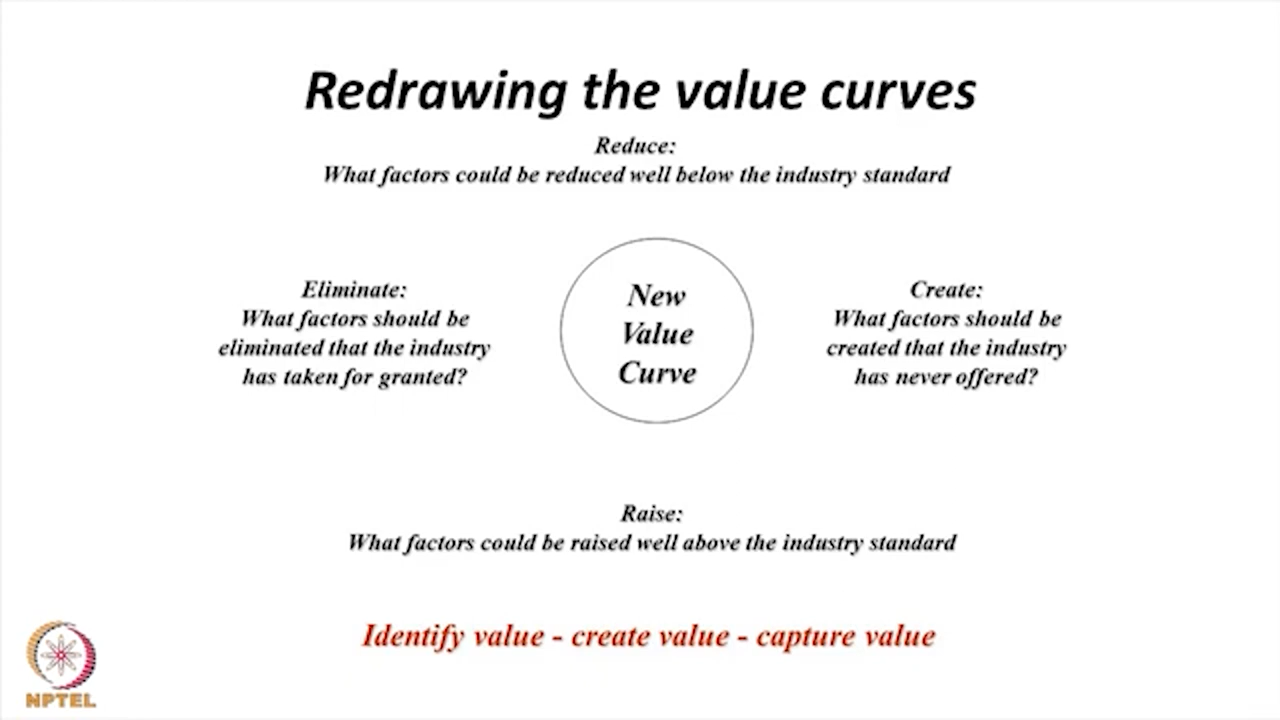 Redrawing the value curves
Reduce:
What factors could be reduced well below the industry standard
Eliminate:
What factors should be
eliminated that the industry
has taken for granted?
New
Value
Curve
Create:
What factors should be
created that the industry
has never offered?
Raise:
What factors could be raised well above the industry standard
Identify value - create value - capture value
NPTEL